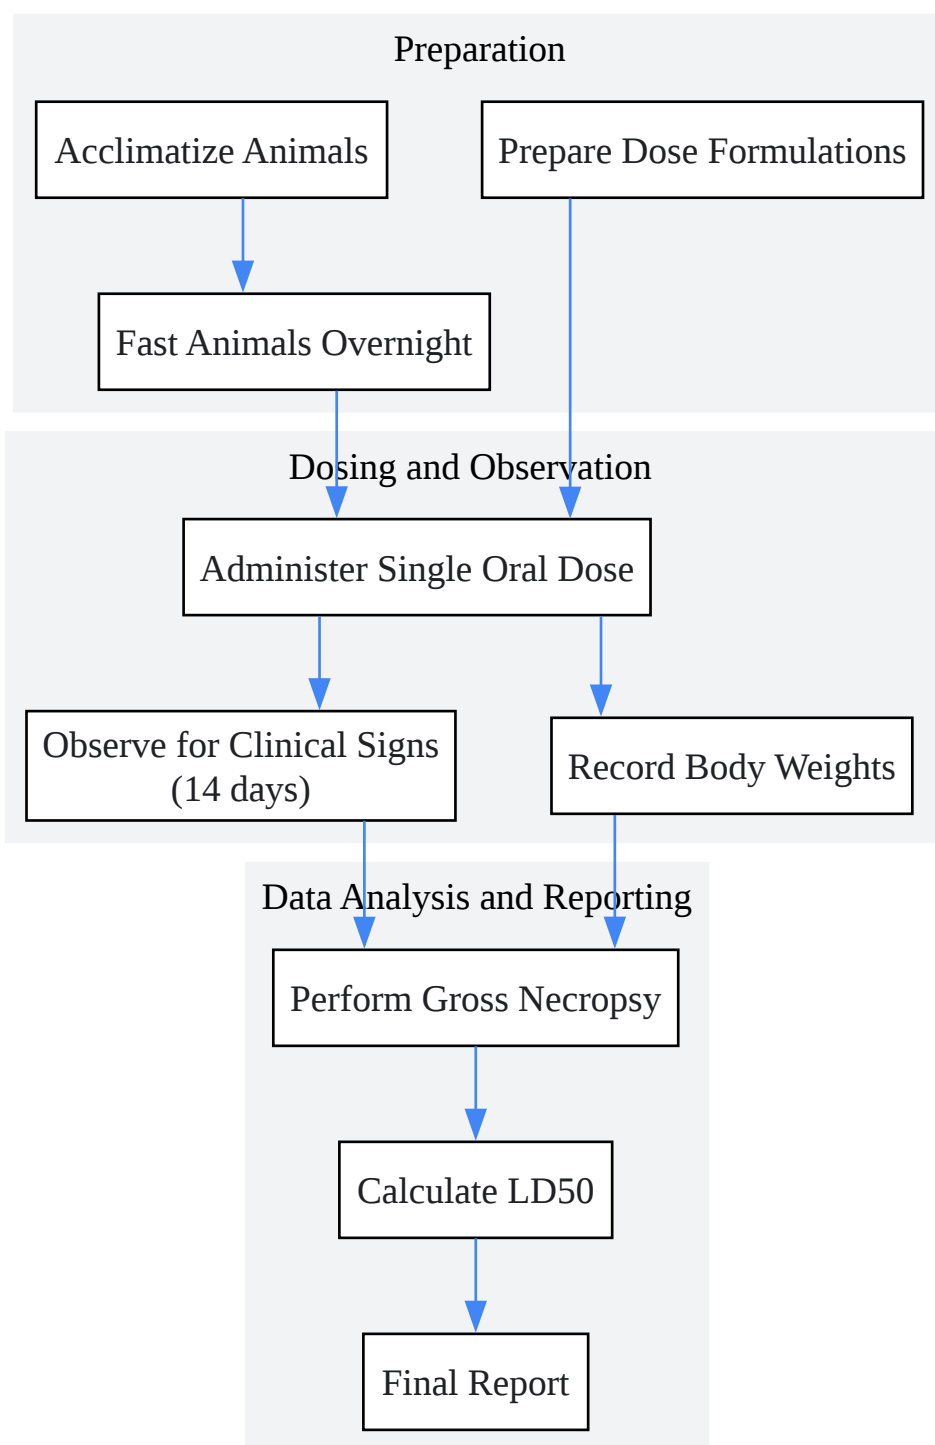 Preparation
Acclimatize Animals
Prepare Dose Formulations
Fast Animals Overnight
Dosing and Observation
Administer Single Oral Dose
Observe for Clinical Signs
(14 days)
Record Body Weights
Data Analysis and Reporting
Perform Gross Necropsy
Calculate LD50
Final Report